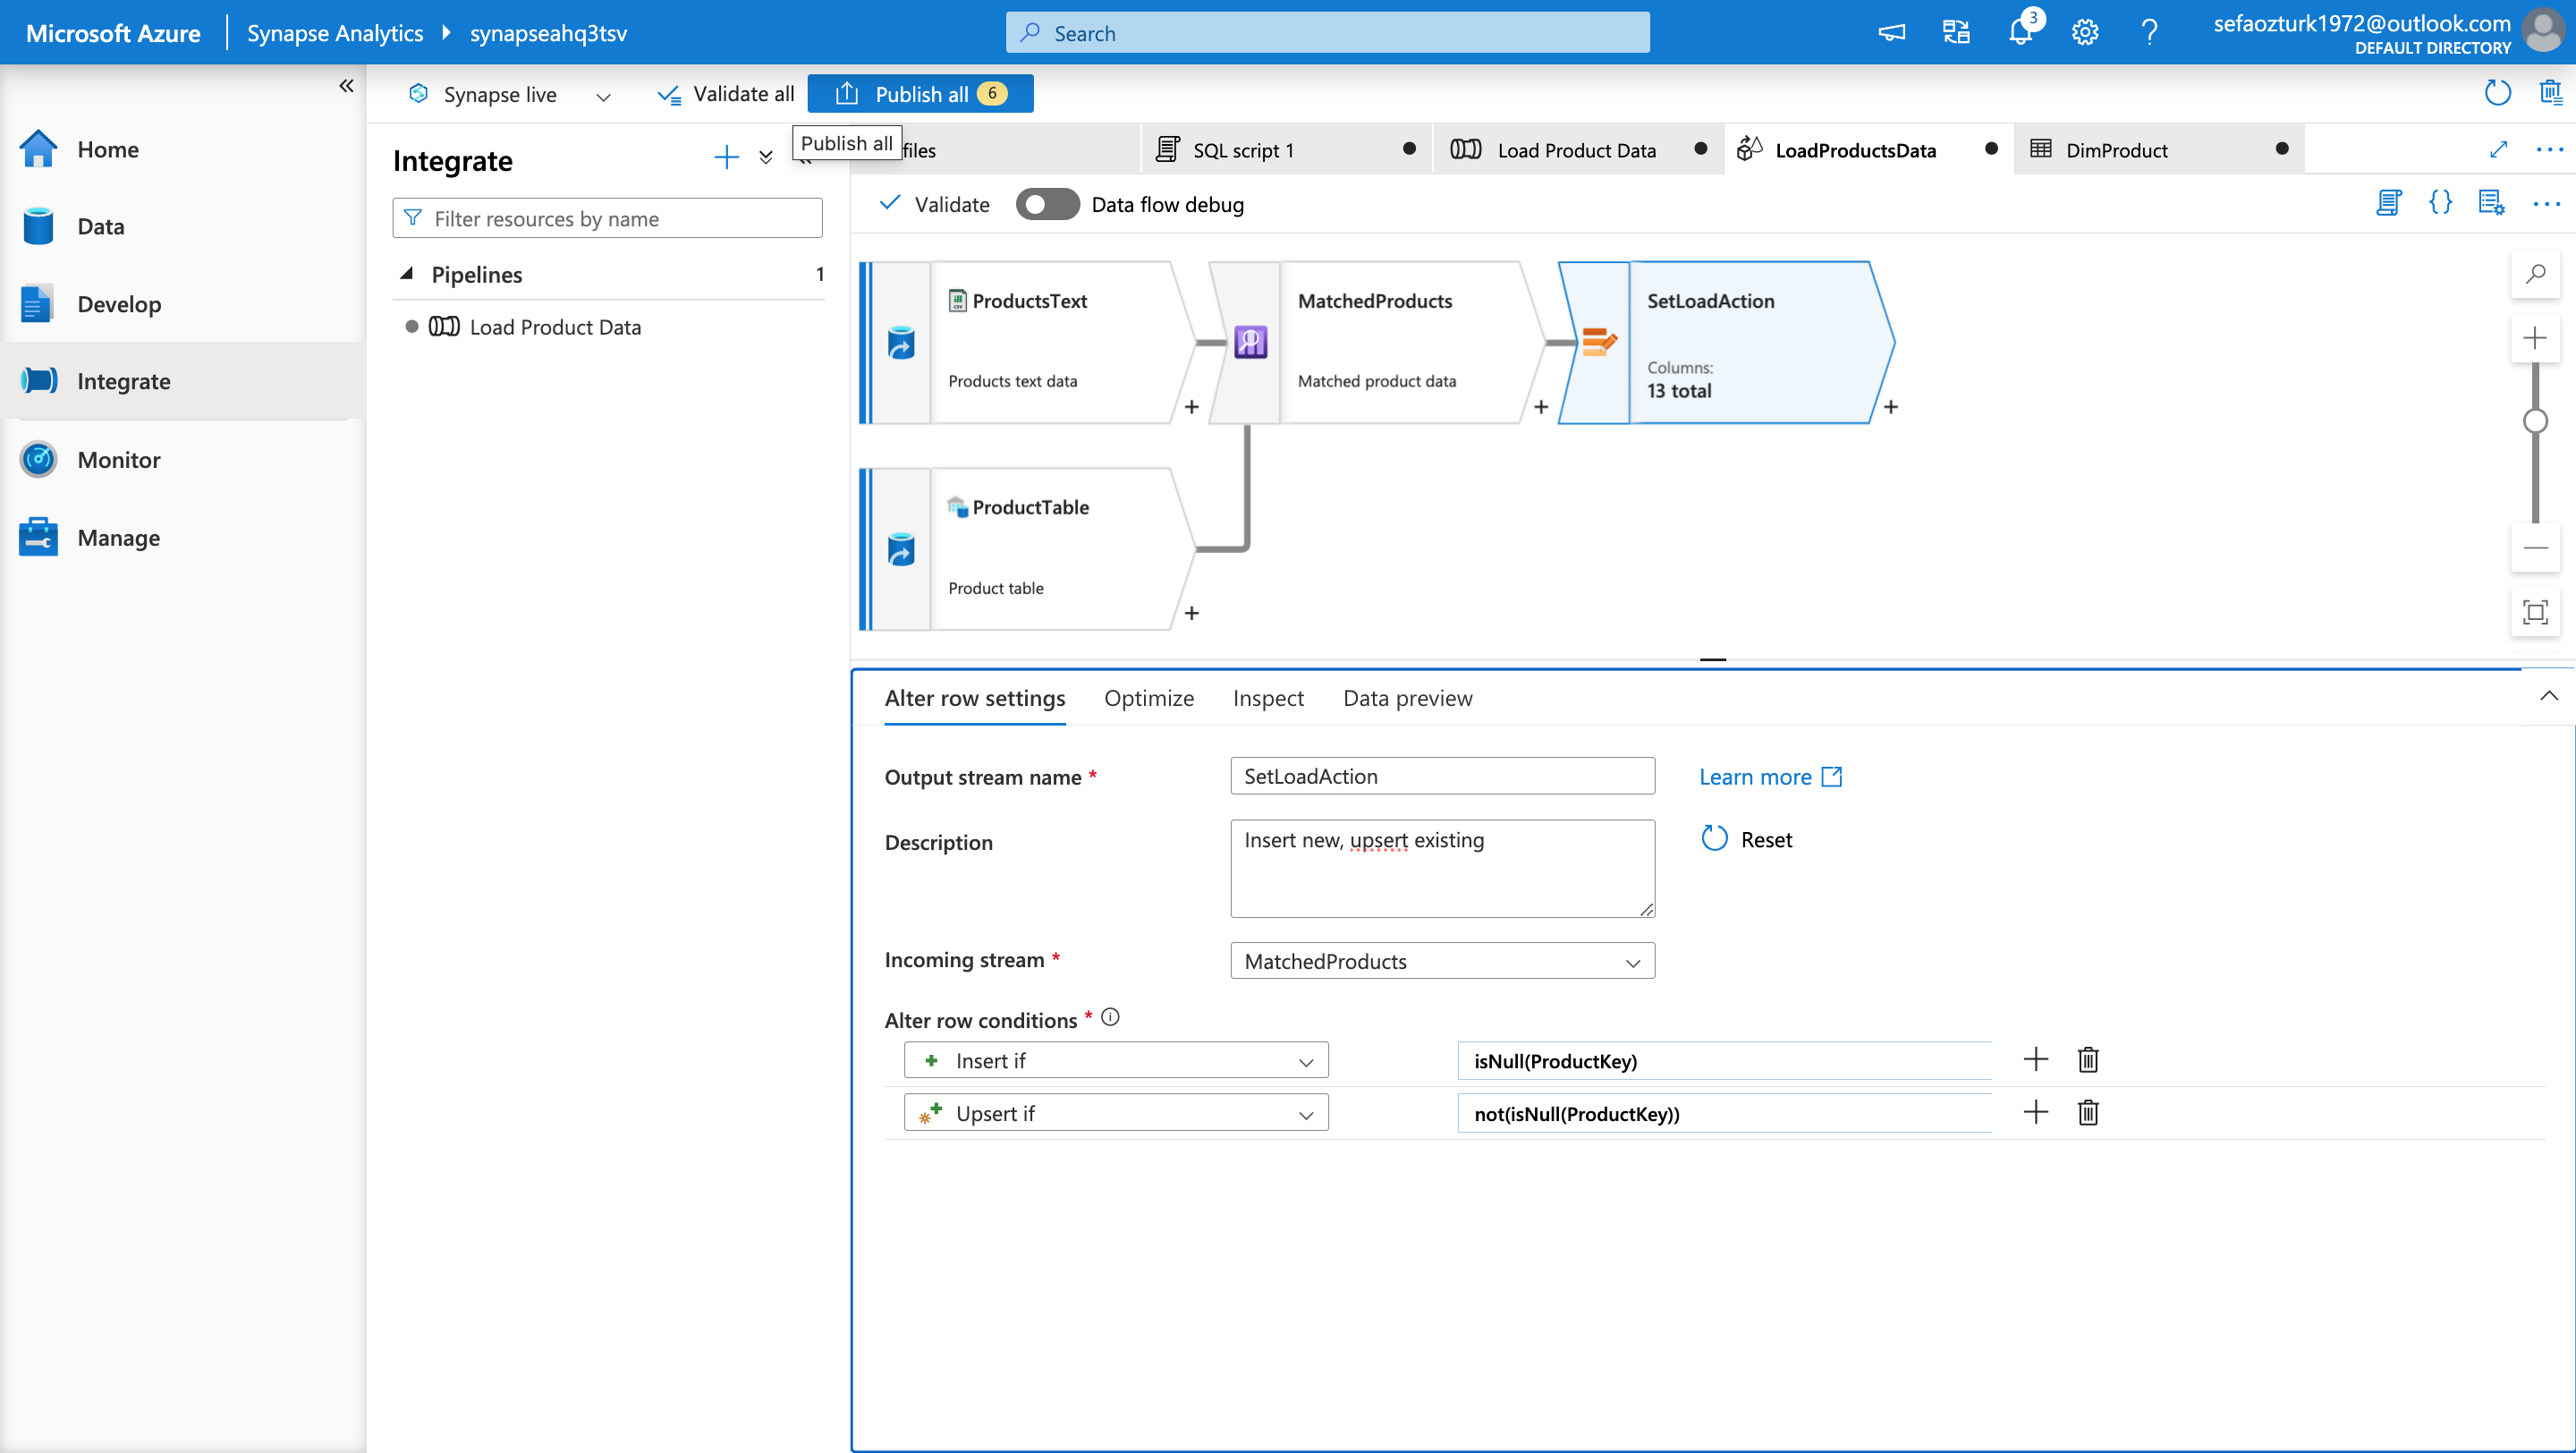 Microsoft Azure
Synapse Analytics
synapseahq3tsv
Search
3
sefaozturk1972@outlook.com
DEFAULT DIRECTORY
Synapse live
Validate all
Publish all
6
Publish all
Home
Data
Develop
Integrate
Monitor
Manage
Integrate
Filter resources by name
Pipelines
1
Load Product Data
files
SQL script 1
Load Product Data
LoadProductsData
DimProduct
Validate
Data flow debug
ProductsText
Products text data
MatchedProducts
Matched product data
SetLoadAction
Columns:
13 total
ProductTable
Product table
Alter row settings
Optimize
Inspect
Data preview
Output stream name *
SetLoadAction
Learn more
Description
Insert new, upsert existing
Reset
Incoming stream *
MatchedProducts
Alter row conditions *
Insert if
isNull(ProductKey)
Upsert if
not(isNull(ProductKey))